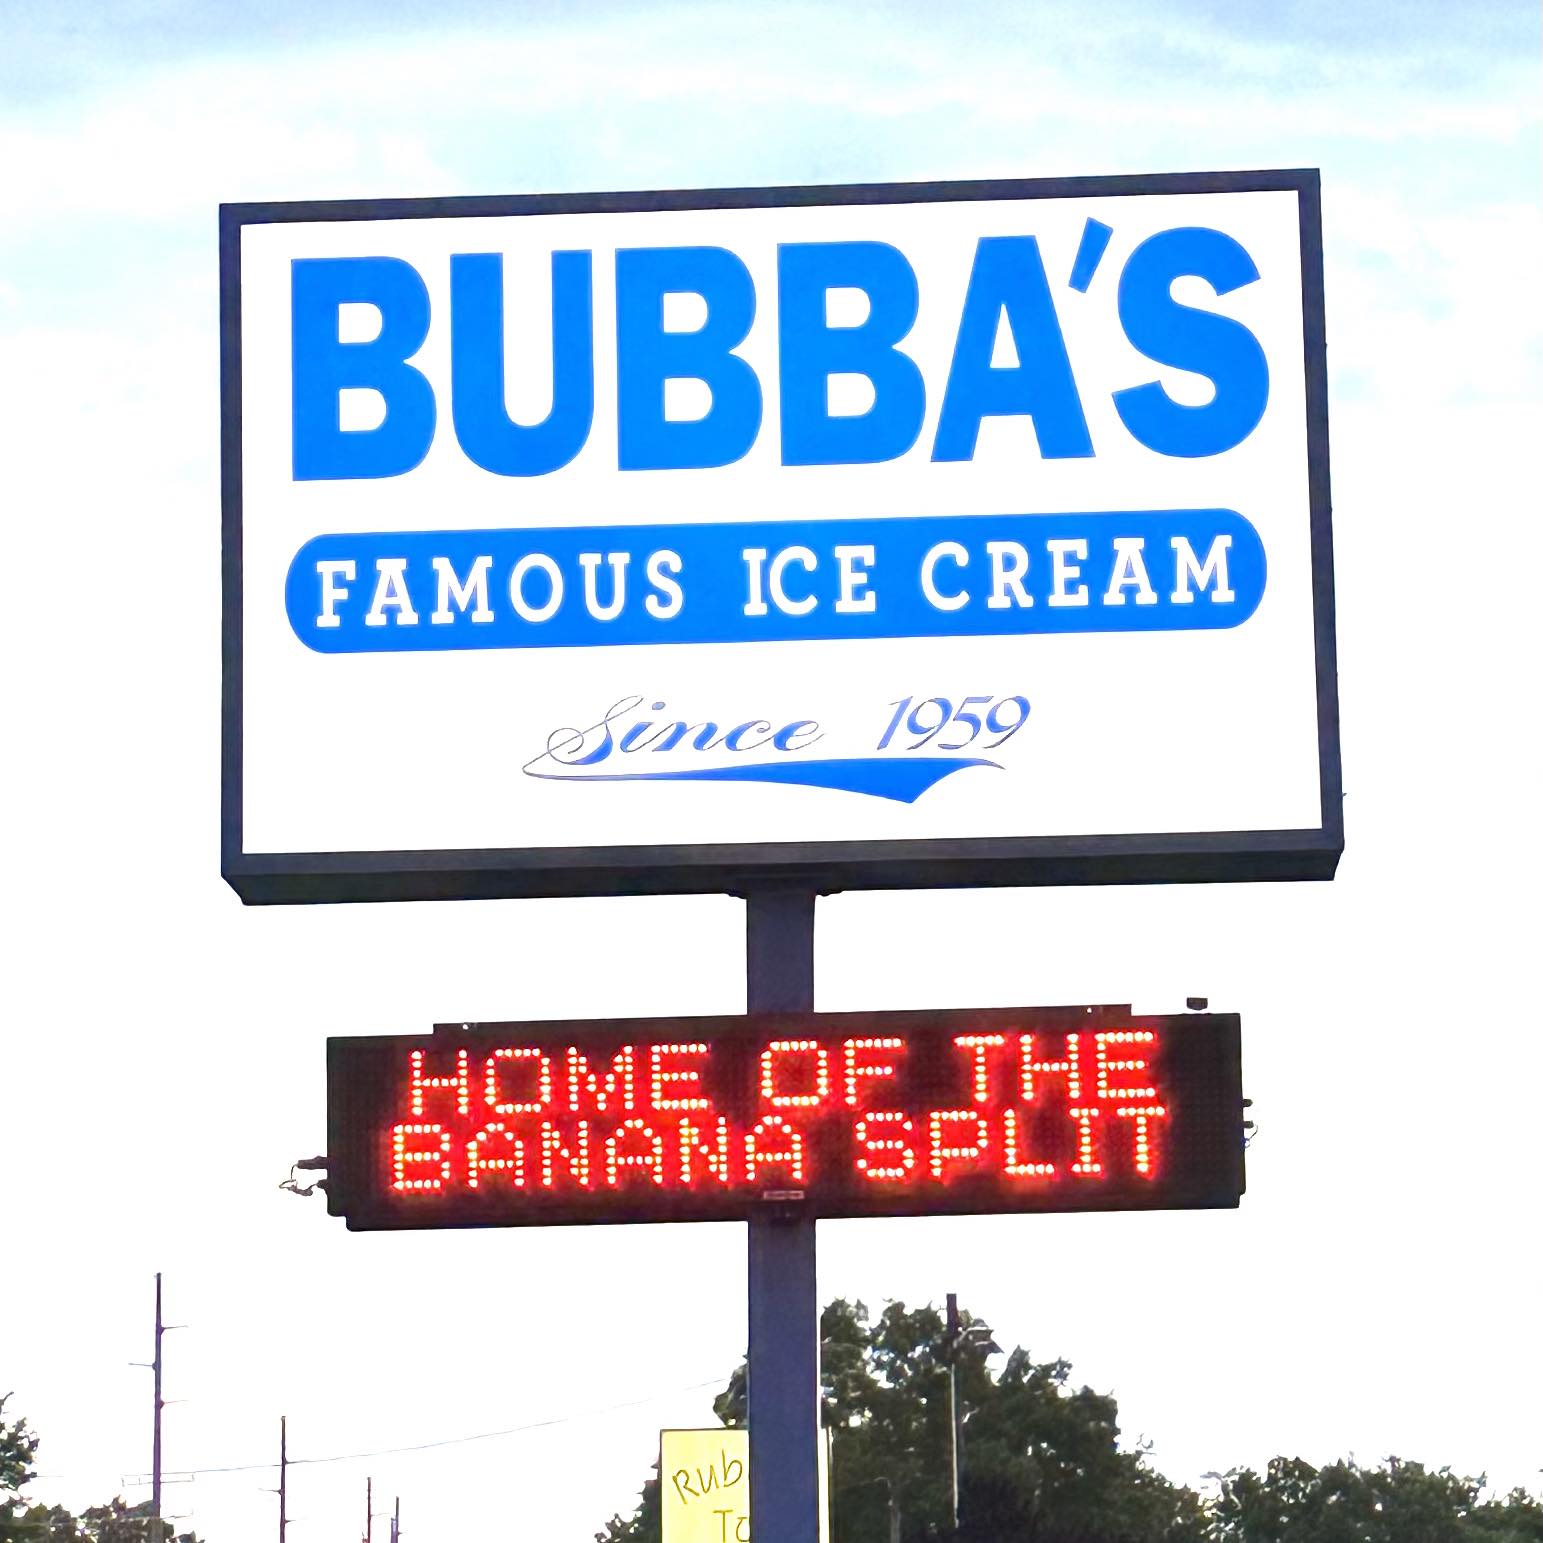 BUBBA'S
FAMOUS ICE CREAM
Since 1959
HOME OF THE
BANANA SPLIT